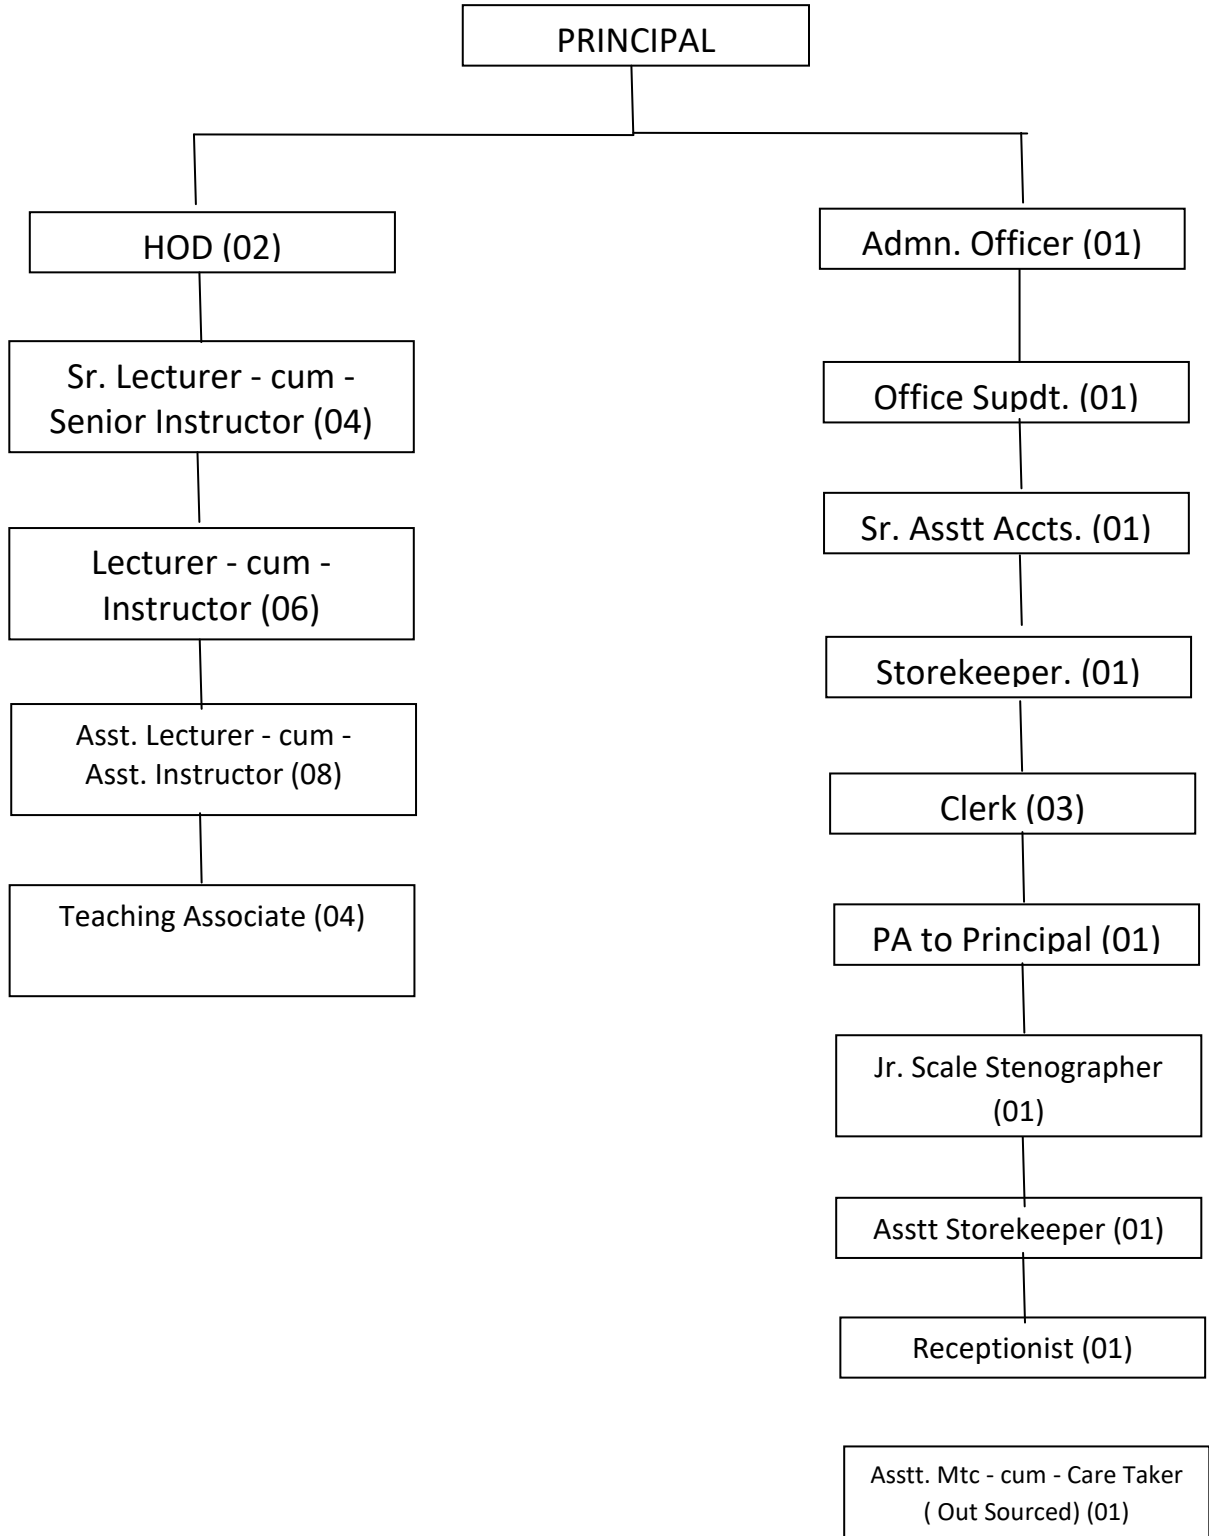 PRINCIPAL
HOD (02)
Sr. Lecturer - cum -
Senior Instructor (04)
Lecturer - cum -
Instructor (06)
Asst. Lecturer - cum -
Asst. Instructor (08)
Teaching Associate (04)
Admn. Officer (01)
Office Supdt. (01)
Sr. Asstt Accts. (01)
Storekeeper. (01)
Clerk (03)
PA to Principal (01)
Jr. Scale Stenographer
(01)
Asstt Storekeeper (01)
Receptionist (01)
Asstt. Mtc - cum - Care Taker
( Out Sourced) (01)